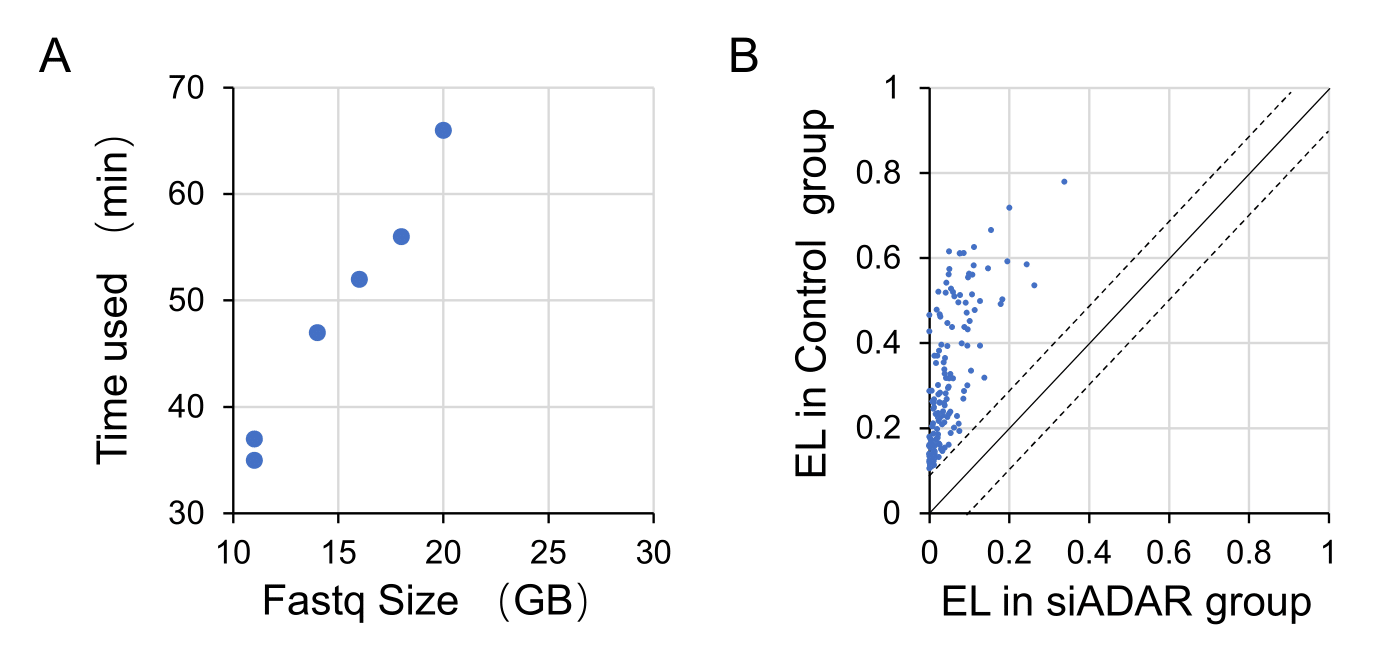 A
70
60
50
40
30
10 15 20 25 30
Time used （min）
Fastq Size （GB）
B
1
0.8
0.6
0.4
0.2
0
0 0.2 0.4 0.6 0.8 1
EL in Control group
EL in siADAR group